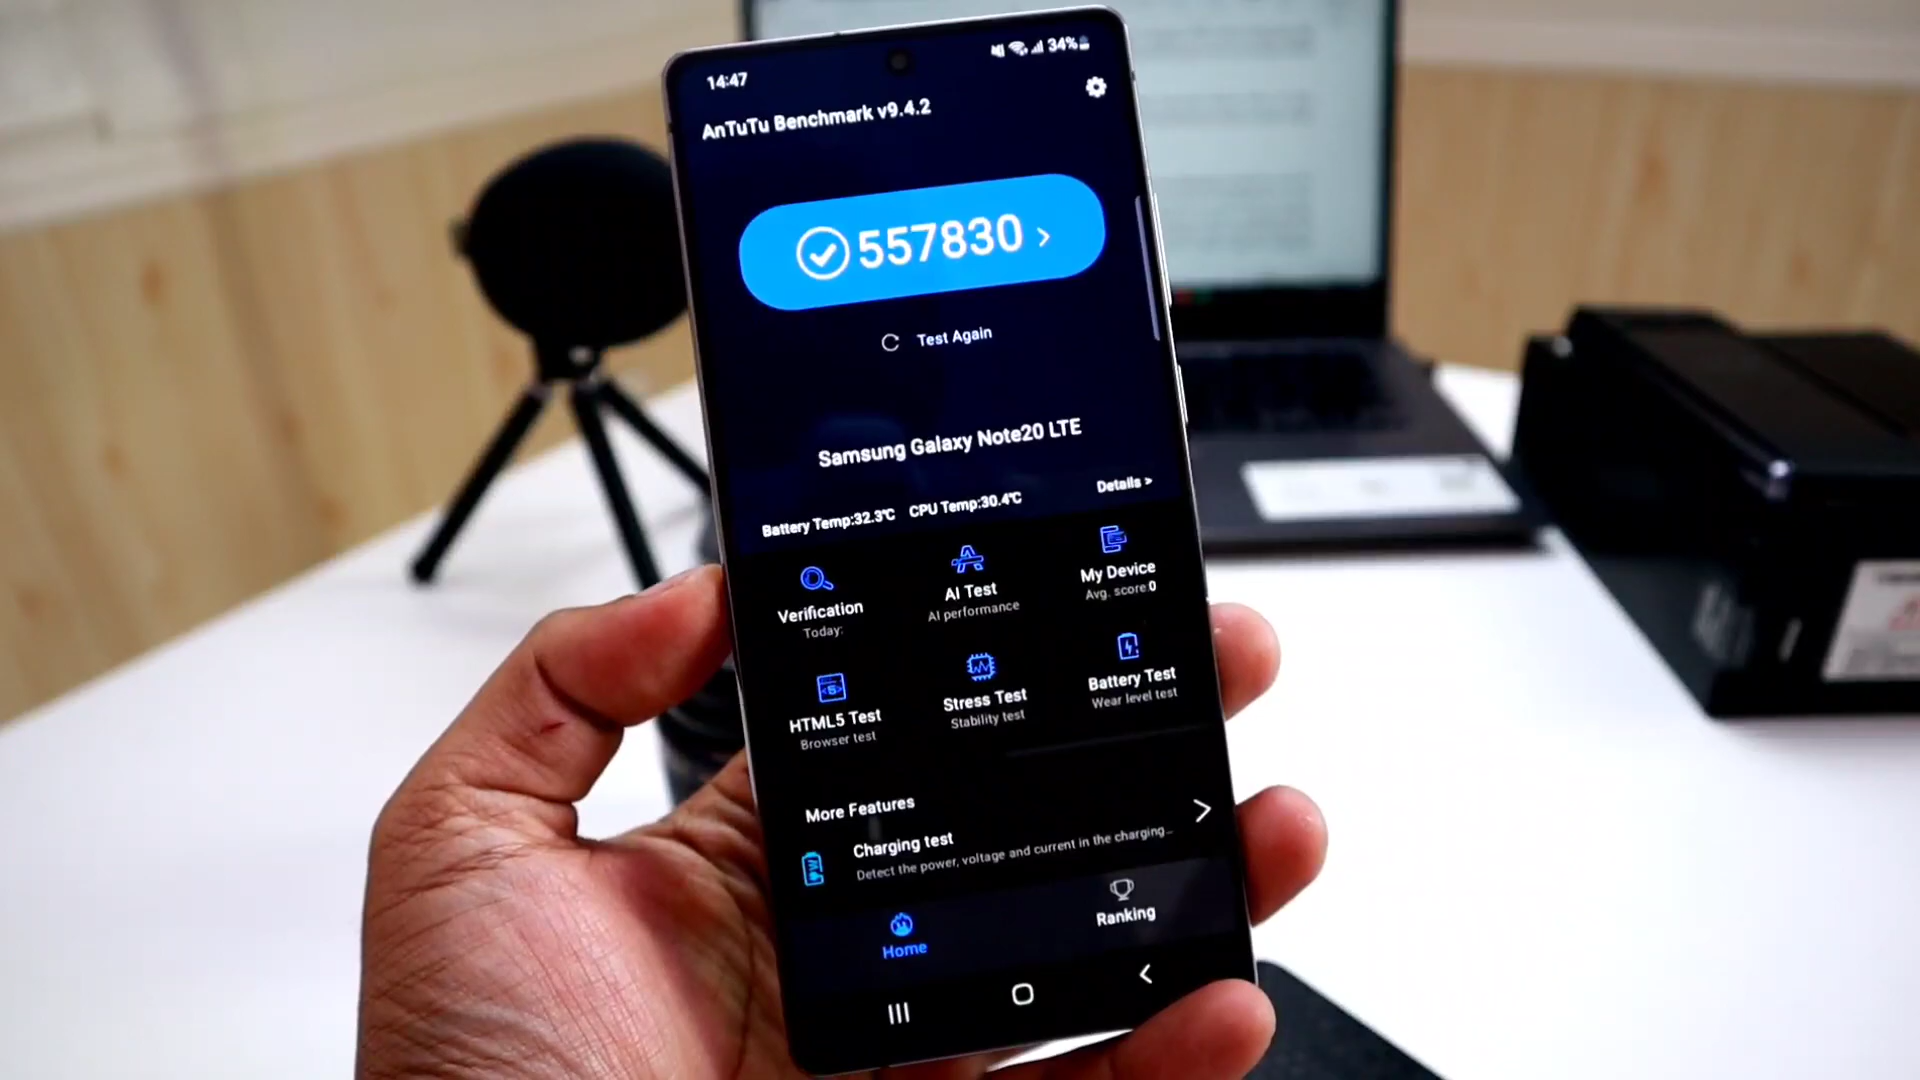 14:47
34%
AnTuTu Benchmark v9.4.2
557830
Test Again
Samsung Galaxy Note20 LTE
Battery Temp:32.3℃ CPU Temp:30.4℃ Details >
Verification
Today:
AI Test
AI performance
My Device
Avg. score:0
HTML5 Test
Browser test
Stress Test
Stability test
Battery Test
Wear level test
More Features
Charging test
Detect the power, voltage and current in the charging...
Home
Ranking